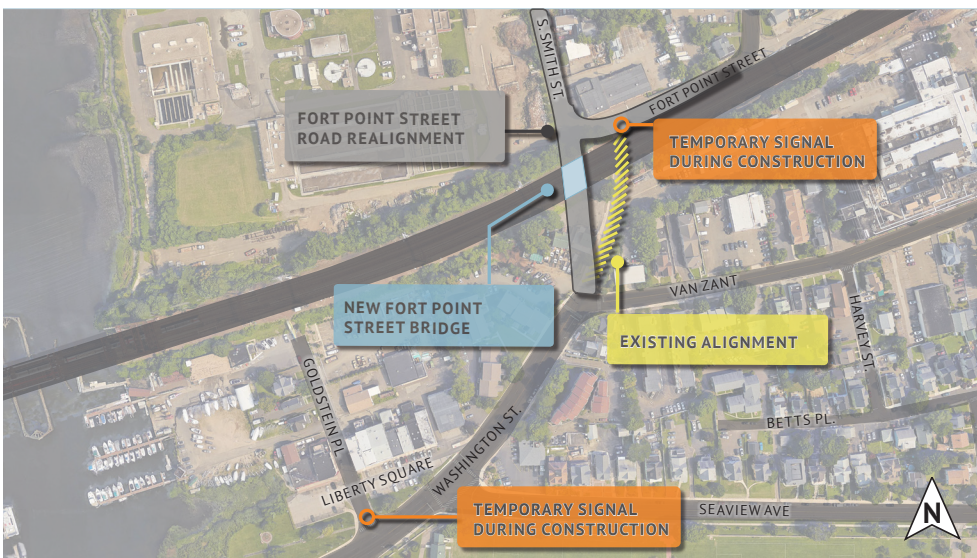 S. SMITH ST.
FORT POINT STREET
FORT POINT STREET
ROAD REALIGNMENT
TEMPORARY SIGNAL
DURING CONSTRUCTION
VAN ZANT
NEW FORT POINT
STREET BRIDGE
EXISTING ALIGNMENT
HARVEY ST.
GOLDSTEIN PL
BETTS PL.
WASHINGTON ST.
LIBERTY SQUARE
TEMPORARY SIGNAL
DURING CONSTRUCTION
SEAVIEW AVE
N